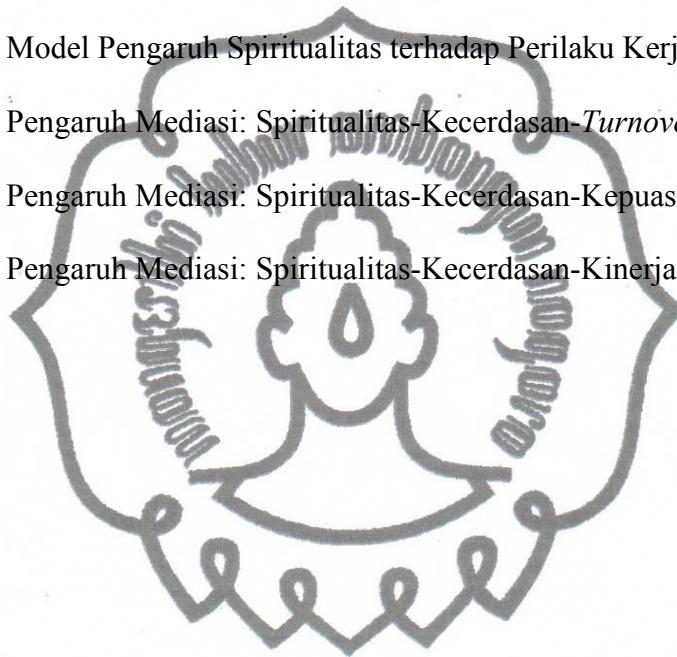 Model Pengaruh Spiritualitas terhadap Perilaku Kerj
Pengaruh Mediasi: Spiritualitas-Kecerdasan-Turnov
Pengaruh Mediasi: Spiritualitas-Kecerdasan-Kepuas
Pengaruh Mediasi: Spiritualitas-Kecerdasan-Kinerja